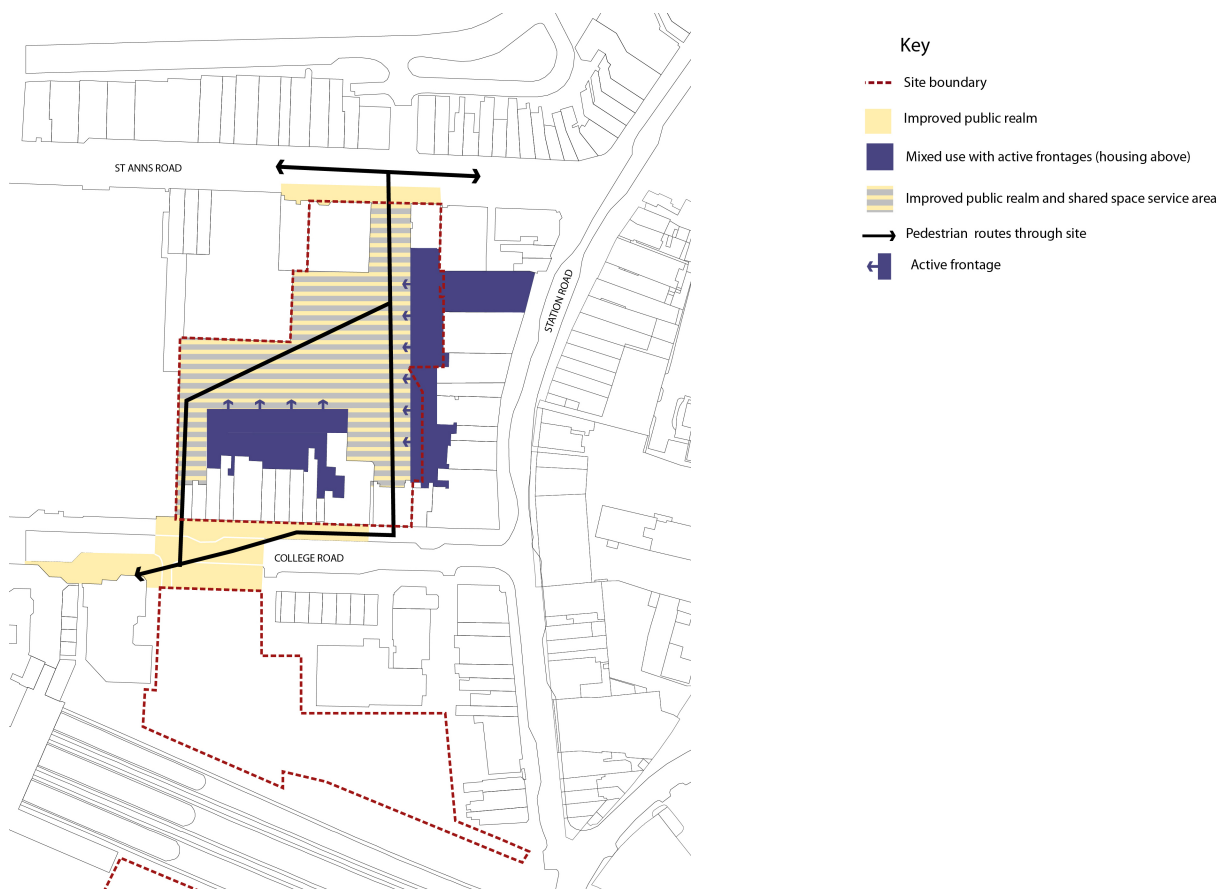 Key
Site boundary
Improved public realm
Mixed use with active frontages (housing above)
Improved public realm and shared space service area
Pedestrian routes through site
Active frontage
ST ANNS ROAD
STATION ROAD
COLLEGE ROAD